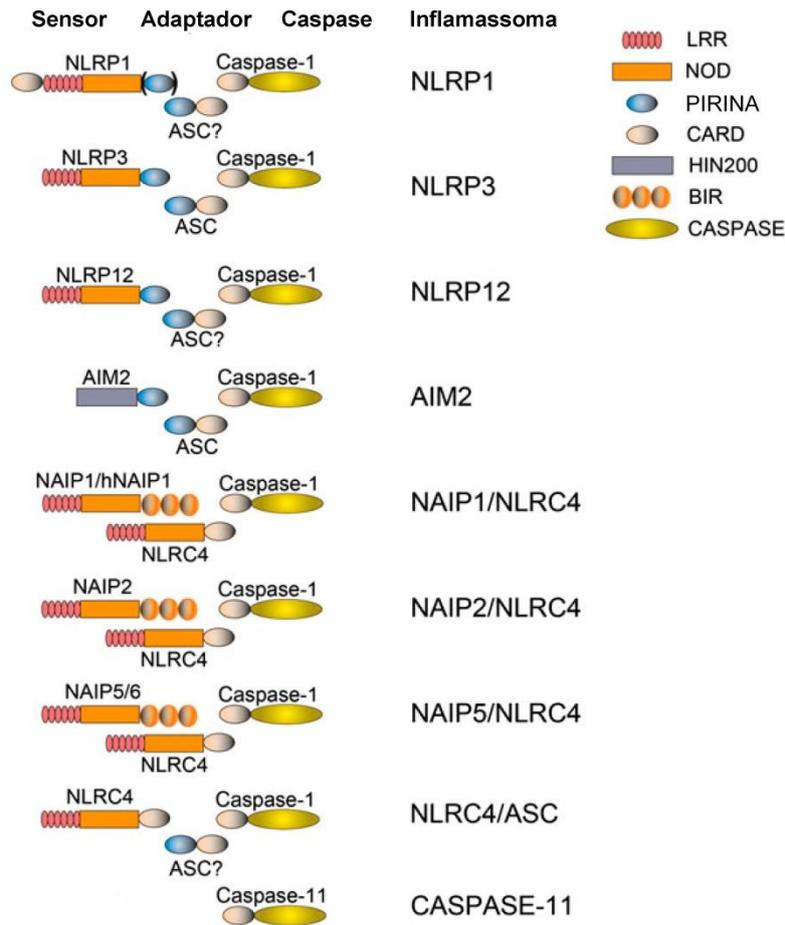 Sensor Adaptador Caspase Inflamassoma
NLRP1 Caspase-1
NLRP1
ASC?
NLRP3 Caspase-1
NLRP3
ASC
NLRP12 Caspase-1
NLRP12
ASC?
AIM2 Caspase-1
AIM2
ASC
NAIP1/hNAIP1 Caspase-1
NAIP1/NLRC4
NLRC4
NAIP2 Caspase-1
NAIP2/NLRC4
NLRC4
NAIP5/6 Caspase-1
NAIP5/NLRC4
NLRC4
NLRC4 Caspase-1
NLRC4/ASC
ASC?
Caspase-11
CASPASE-11
LRR
NOD
PIRINA
CARD
HIN200
BIR
CASPASE